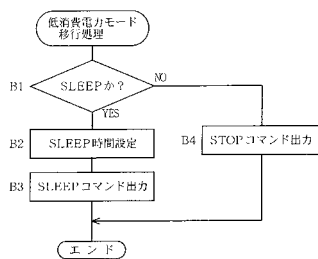 低消費電力モード
移行処理
B1
SLEEPか？
NO
YES
B2
SLEEP時間設定
B4
STOPコマンド出力
B3
SLEEPコマンド出力
エンド